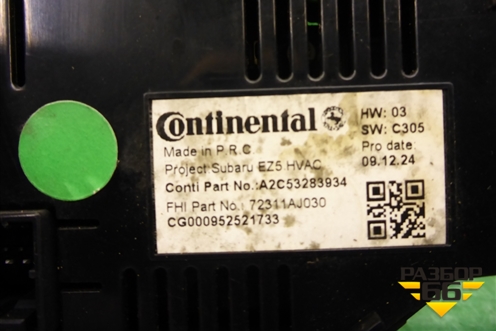 Continental
HW: 03
SW: C305
Made in P.R.C
Pro date:
Project Subaru EZ5 HVAC
09.12.24
Conti Part No.:A2C53283934
FHI Part No.: 72311AJ030
CG000952521733
РАЗБОР
66